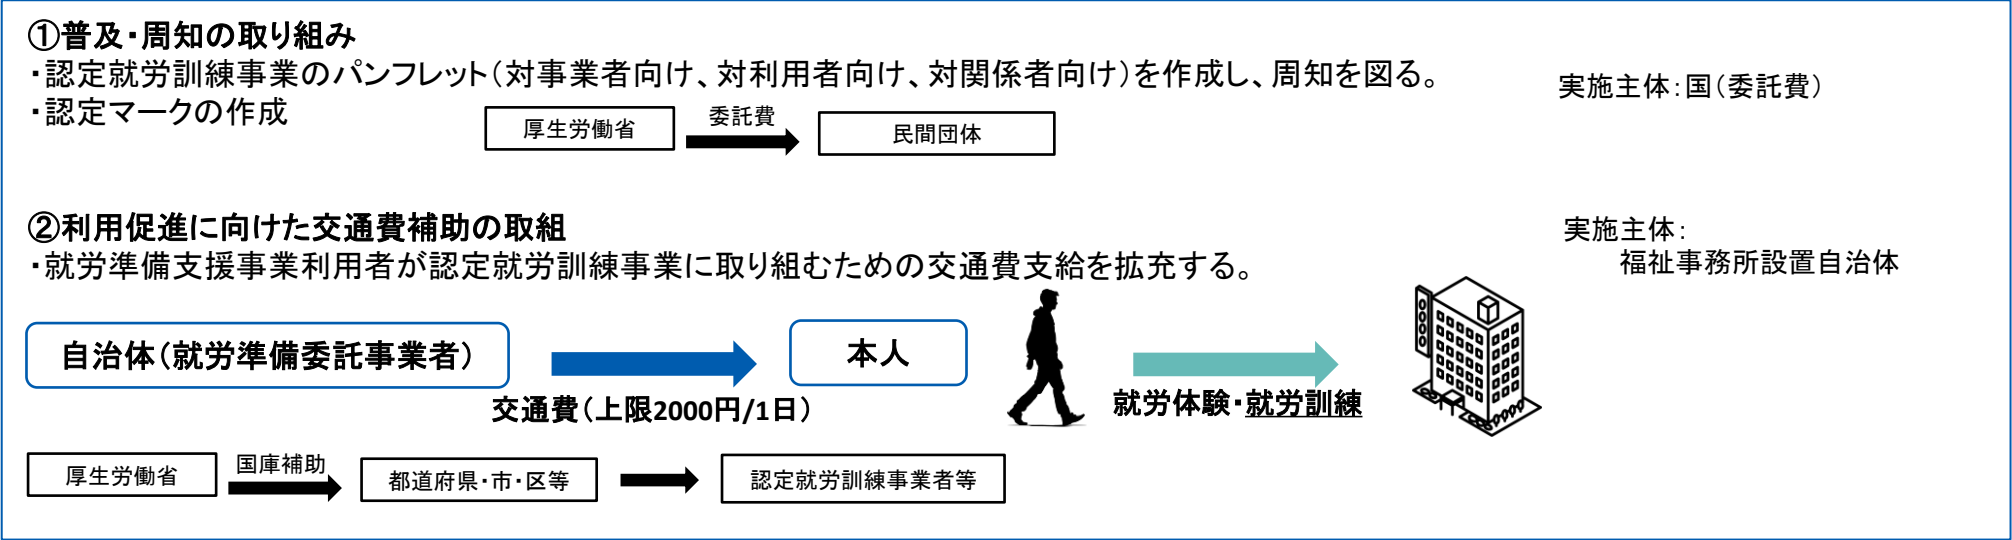 ①普及・周知の取り組み
・認定就労訓練事業のパンフレット（対事業者向け、対利用者向け、対関係者向け）を作成し、周知を図る。
実施主体：国（委託費）
・認定マークの作成
厚生労働省
委託費
民間団体
②利用促進に向けた交通費補助の取組
実施主体：
福祉事務所設置自治体
・就労準備支援事業利用者が認定就労訓練事業に取り組むための交通費支給を拡充する。
自治体（就労準備委託事業者）
本人
交通費（上限2000円/1日）
就労体験・就労訓練
厚生労働省
国庫補助
都道府県・市・区等
認定就労訓練事業者等